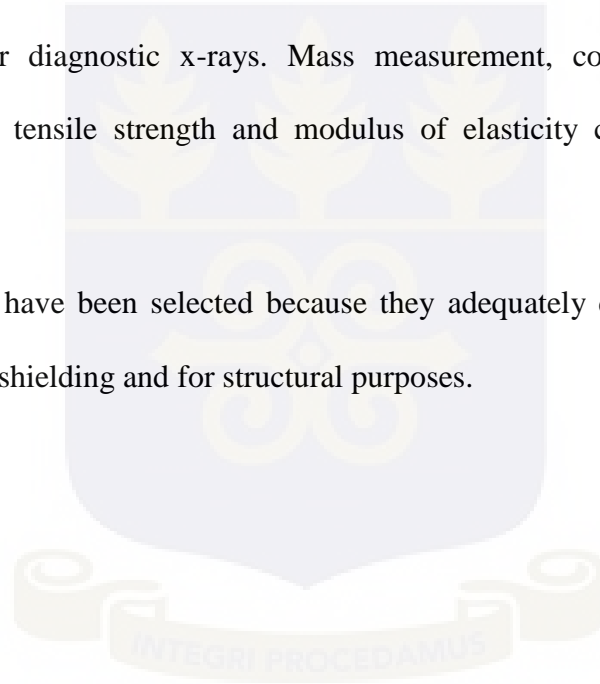 r diagnostic x-rays. Mass measurement, co
tensile strength and modulus of elasticity
have been selected because they adequately
shielding and for structural purposes.
INTEGRI PROCEDAMUS